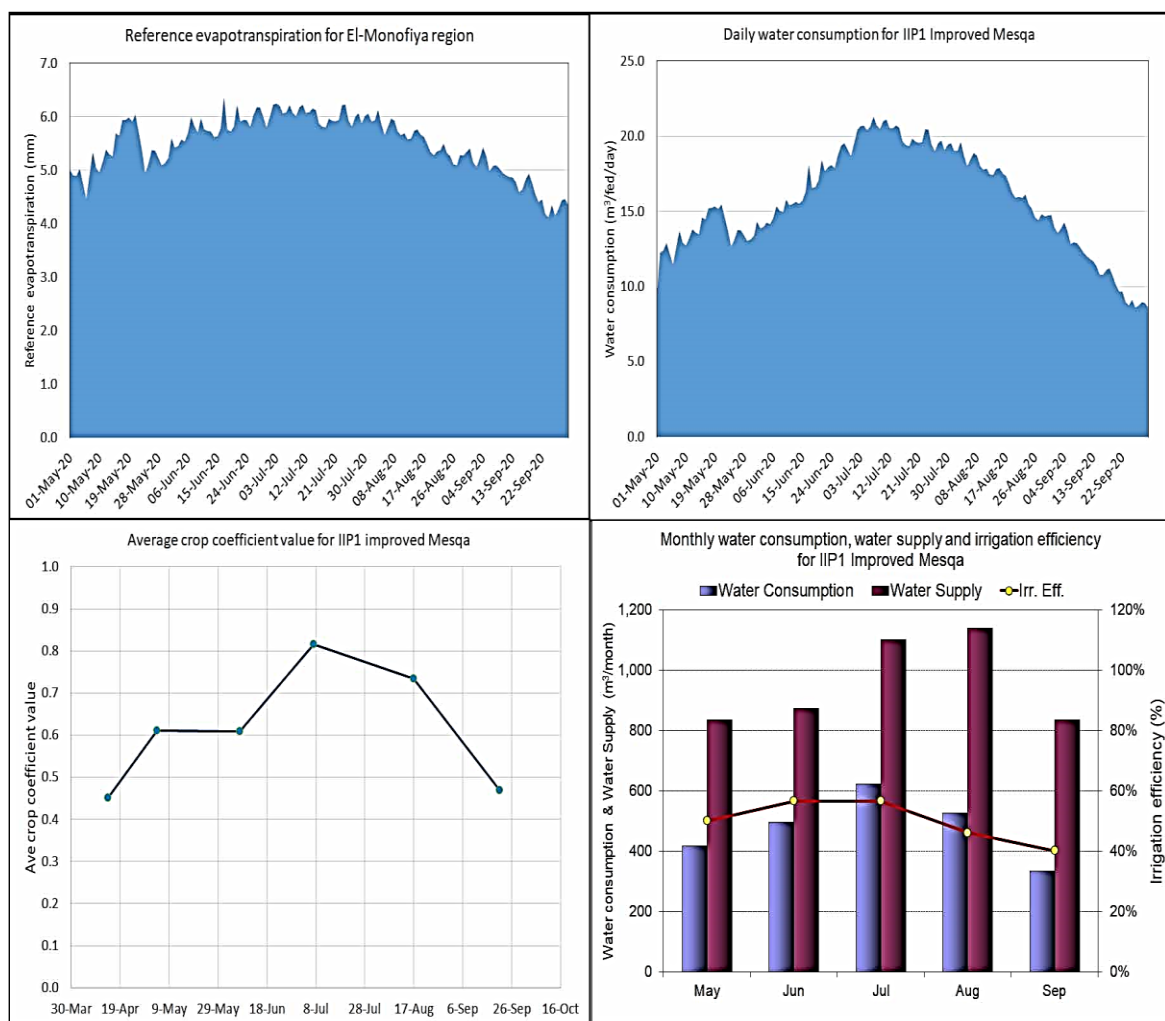 Reference evapotranspiration for El-Monofiya region
7.0
6.0
5.0
4.0
3.0
2.0
1.0
0.0
Reference evapotranspiration (mm)
01-May-20
10-May-20
19-May-20
28-May-20
06-Jun-20
15-Jun-20
24-Jun-20
03-Jul-20
12-Jul-20
21-Jul-20
30-Jul-20
08-Aug-20
17-Aug-20
26-Aug-20
04-Sep-20
13-Sep-20
22-Sep-20
Daily water consumption for IIP1 Improved Mesqa
25.0
20.0
15.0
10.0
5.0
0.0
Water consumption (m³/fed/day)
01-May-20
10-May-20
19-May-20
28-May-20
06-Jun-20
15-Jun-20
24-Jun-20
03-Jul-20
12-Jul-20
21-Jul-20
30-Jul-20
08-Aug-20
17-Aug-20
26-Aug-20
04-Sep-20
13-Sep-20
22-Sep-20
Average crop coefficient value for IIP1 improved Mesqa
1.0
0.9
0.8
0.7
0.6
0.5
0.4
0.3
0.2
0.1
0.0
Ave crop coefficient value
30-Mar 19-Apr 9-May 29-May 18-Jun 8-Jul 28-Jul 17-Aug 6-Sep 26-Sep 16-Oct
Monthly water consumption, water supply and irrigation efficiency
for IIP1 Improved Mesqa
Water Consumption Water Supply Irr. Eff.
1,200
1,000
800
600
400
200
0
Water consumption & Water Supply (m³/month)
120%
100%
80%
60%
40%
20%
0%
Irrigation efficiency (%)
May Jun Jul Aug Sep